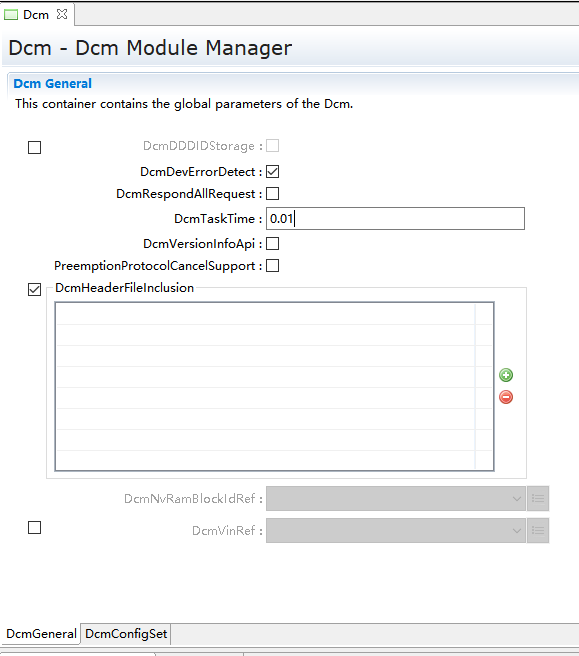 Dcm
Dcm - Dcm Module Manager
Dcm General
This container contains the global parameters of the Dcm.
DcmDDDIDStorage :
DcmDevErrorDetect :
DcmRespondAllRequest :
DcmTaskTime : 0.01
DcmVersionInfoApi :
PreemptionProtocolCancelSupport :
DcmHeaderFileInclusion
DcmNvRamBlockIdRef :
DcmVinRef :
DcmGeneral DcmConfigSet